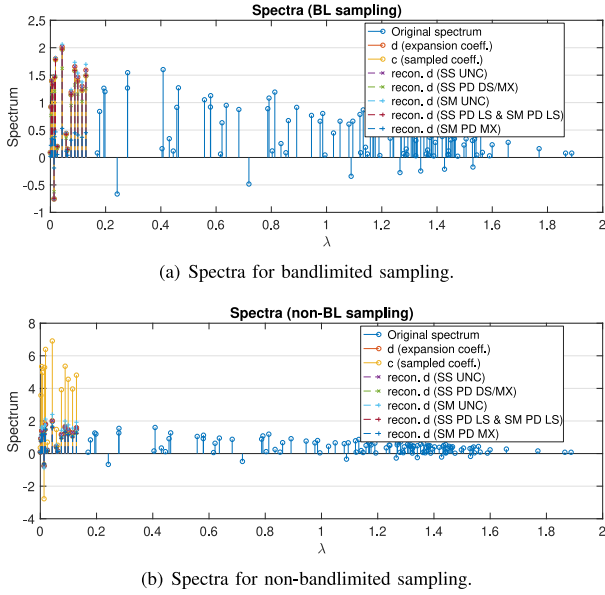 Spectra (BL sampling)
2.5
2
1.5
1
0.5
0
-0.5
-1
Spectrum
Original spectrum
d (expansion coeff.)
c (sampled coeff.)
recon. d (SS UNC)
recon. d (SS PD DS/MX)
recon. d (SM UNC)
recon. d (SS PD LS & SM PD LS)
recon. d (SM PD MX)
0 0.2 0.4 0.6 0.8 1 1.2 1.4 1.6 1.8 2
λ
(a) Spectra for bandlimited sampling.
Spectra (non-BL sampling)
8
6
4
2
0
-2
-4
Spectrum
Original spectrum
d (expansion coeff.)
c (sampled coeff.)
recon. d (SS UNC)
recon. d (SS PD DS/MX)
recon. d (SM UNC)
recon. d (SS PD LS & SM PD LS)
recon. d (SM PD MX)
0 0.2 0.4 0.6 0.8 1 1.2 1.4 1.6 1.8 2
λ
(b) Spectra for non-bandlimited sampling.